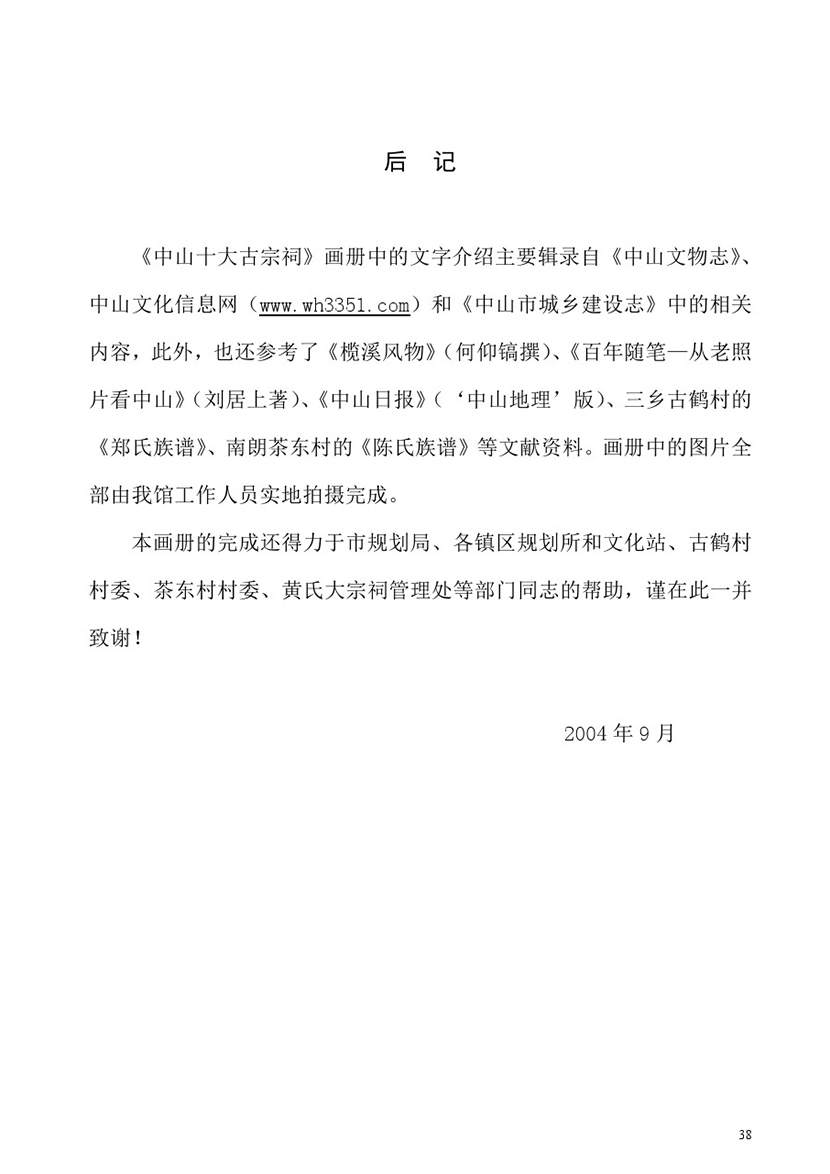 后 记
《中山十大古宗祠》画册中的文字介绍主要辑录自《中山文物志》、
中山文化信息网（www.wh3351.com）和《中山市城乡建设志》中的相关
内容，此外，也还参考了《榄溪风物》（何仰镐撰）、《百年随笔—从老照
片看中山》（刘居上著）、《中山日报》（‘中山地理’版）、三乡古鹤村的
《郑氏族谱》、南朗茶东村的《陈氏族谱》等文献资料。画册中的图片全
部由我馆工作人员实地拍摄完成。
本画册的完成还得力于市规划局、各镇区规划所和文化站、古鹤村
村委、茶东村村委、黄氏大宗祠管理处等部门同志的帮助，谨在此一并
致谢！
2004 年 9 月
38